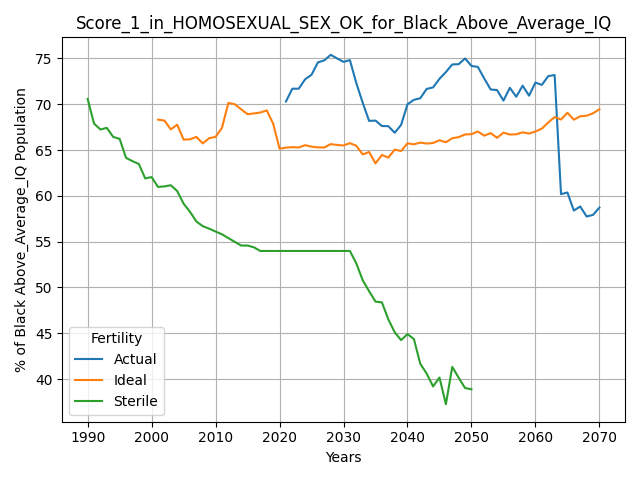 Score_1_in_HOMOSEXUAL_SEX_OK_for_Black_Above_Average_IQ
% of Black Above_Average_IQ Population
75
70
65
60
55
50
45
40
Fertility
Actual
Ideal
Sterile
1990 2000 2010 2020 2030 2040 2050 2060 2070
Years